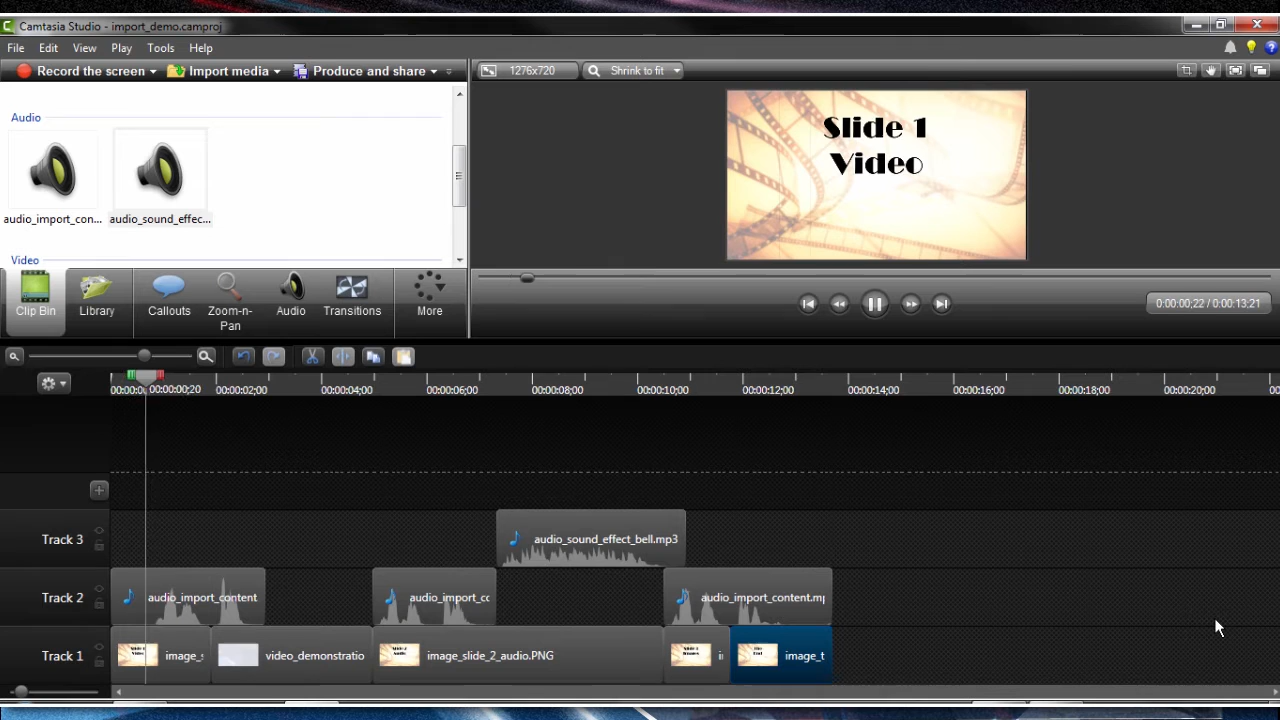 Camtasia Studio - import_demo.camproj
File Edit View Play Tools Help
Record the screen Import media Produce and share
1276x720 Shrink to fit
Audio
audio_import_con... audio_sound_effec...
Video
Slide 1
Video
Clip Bin Library Callouts Zoom-n-Pan Audio Transitions More
0:00:00;22 / 0:00:13;21
00:00:00;20 00:00:02;00 00:00:04;00 00:00:06;00 00:00:08;00 00:00:10;00 00:00:12;00 00:00:14;00 00:00:16;00 00:00:18;00 00:00:20;00
Track 3 audio_sound_effect_bell.mp3
Track 2 audio_import_content audio_import_cc audio_import_content.mp
Track 1 image_s video_demonstratio image_slide_2_audio.PNG image_t